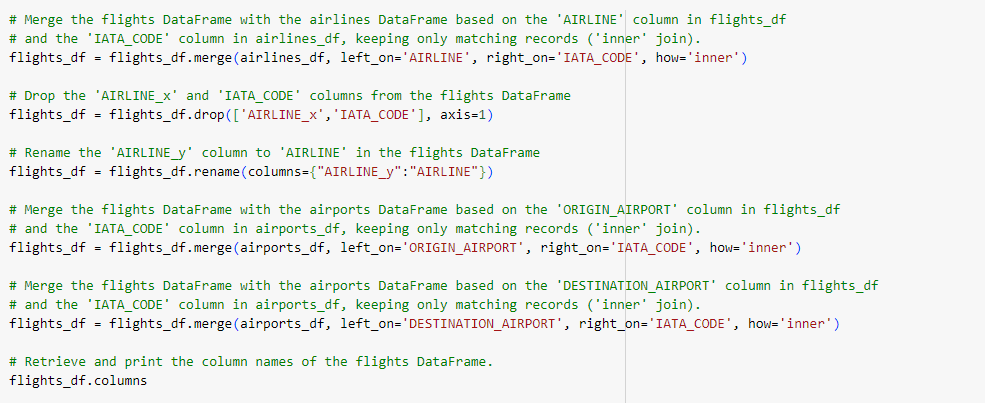 # Merge the flights DataFrame with the airlines DataFrame based on the 'AIRLINE' column in flights_df
# and the 'IATA_CODE' column in airlines_df, keeping only matching records ('inner' join).
flights_df = flights_df.merge(airlines_df, left_on='AIRLINE', right_on='IATA_CODE', how='inner')
# Drop the 'AIRLINE_x' and 'IATA_CODE' columns from the flights DataFrame
flights_df = flights_df.drop(['AIRLINE_x','IATA_CODE'], axis=1)
# Rename the 'AIRLINE_y' column to 'AIRLINE' in the flights DataFrame
flights_df = flights_df.rename(columns={"AIRLINE_y":"AIRLINE"})
# Merge the flights DataFrame with the airports DataFrame based on the 'ORIGIN_AIRPORT' column in flights_df
# and the 'IATA_CODE' column in airports_df, keeping only matching records ('inner' join).
flights_df = flights_df.merge(airports_df, left_on='ORIGIN_AIRPORT', right_on='IATA_CODE', how='inner')
# Merge the flights DataFrame with the airports DataFrame based on the 'DESTINATION_AIRPORT' column in flights_df
# and the 'IATA_CODE' column in airports_df, keeping only matching records ('inner' join).
flights_df = flights_df.merge(airports_df, left_on='DESTINATION_AIRPORT', right_on='IATA_CODE', how='inner')
# Retrieve and print the column names of the flights DataFrame.
flights_df.columns